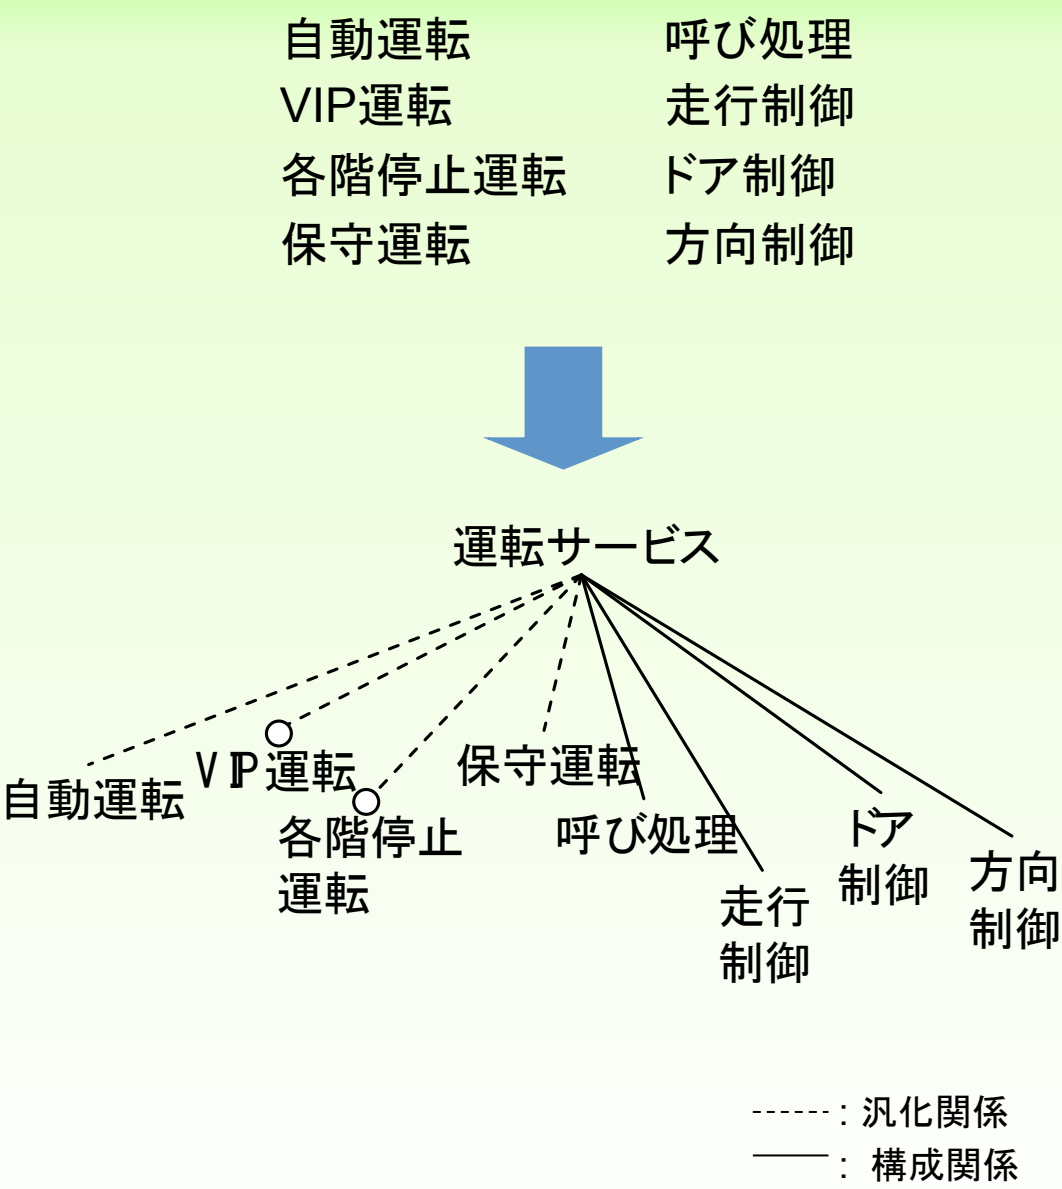 自動運転 呼び処理
VIP運転 走行制御
各階停止運転 ドア制御
保守運転 方向制御
運転サービス
自動運転
VIP運転
各階停止
運転
保守運転
呼び処理
走行
制御
ドア
制御
方向
制御
------ : 汎化関係
——— : 構成関係